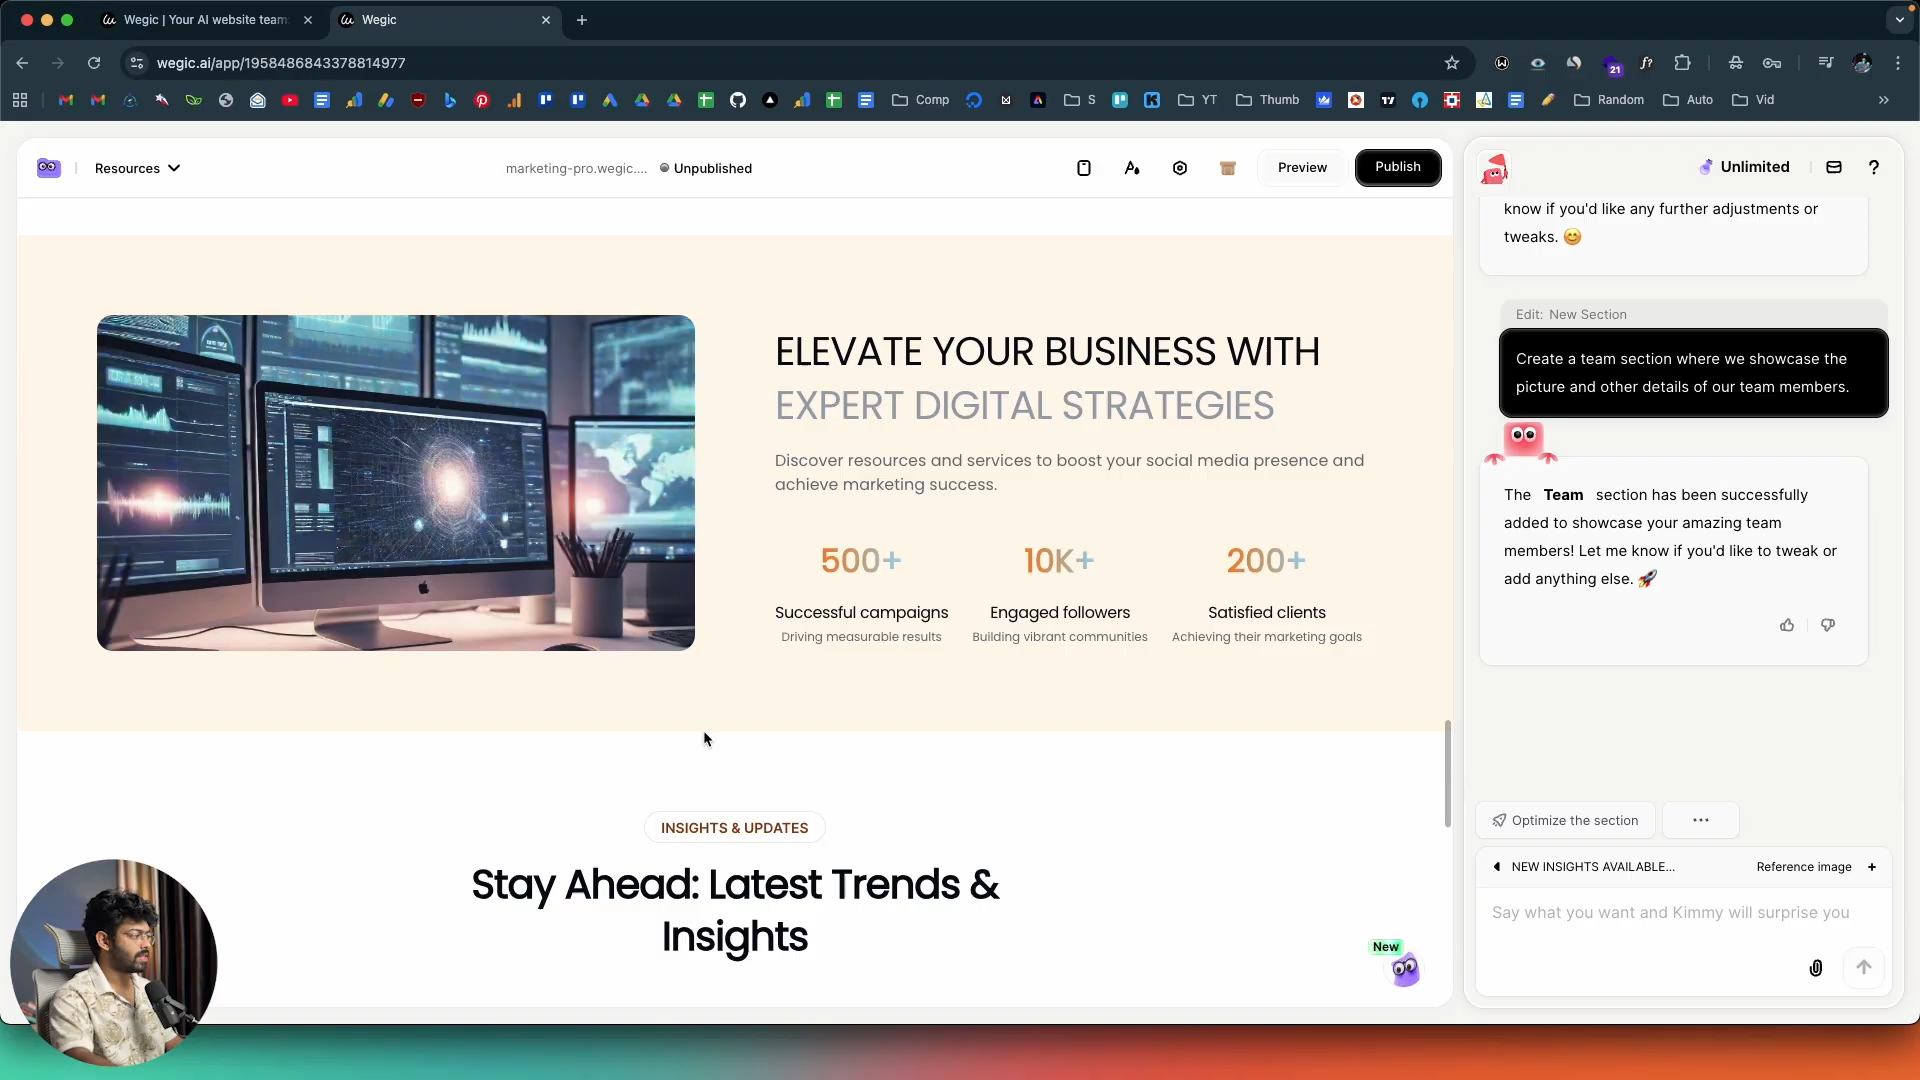 Wegic | Your AI website team:
Wegic
wegic.ai/app/1958486843378814977
21
Comp
S
YT
Thumb
Random
Auto
Vid
Resources
marketing-pro.wegic....
Unpublished
Preview
Publish
Unlimited
?
know if you'd like any further adjustments or
tweaks. 😊
Edit: New Section
Create a team section where we showcase the
picture and other details of our team members.
The Team section has been successfully
added to showcase your amazing team
members! Let me know if you'd like to tweak or
add anything else. 🚀
ELEVATE YOUR BUSINESS WITH
EXPERT DIGITAL STRATEGIES
Discover resources and services to boost your social media presence and
achieve marketing success.
500+
10K+
200+
Successful campaigns
Engaged followers
Satisfied clients
Driving measurable results
Building vibrant communities
Achieving their marketing goals
INSIGHTS & UPDATES
Stay Ahead: Latest Trends &
Insights
New
Optimize the section
...
NEW INSIGHTS AVAILABLE...
Reference image +
Say what you want and Kimmy will surprise you